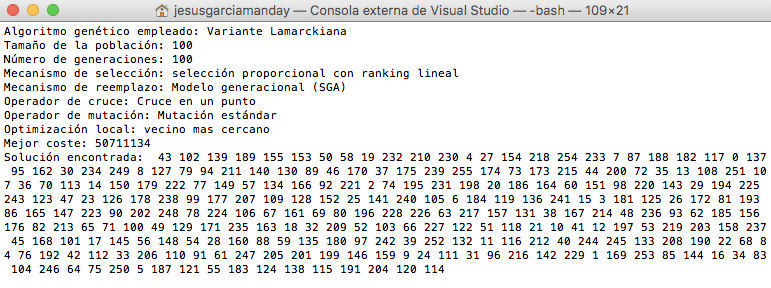 jesusgarciamanday — Consola externa de Visual Studio — -bash — 109×21
Algoritmo genético empleado: Variante Lamarckiana
Tamaño de la población: 100
Número de generaciones: 100
Mecanismo de selección: selección proporcional con ranking lineal
Mecanismo de reemplazo: Modelo generacional (SGA)
Operador de cruce: Cruce en un punto
Operador de mutación: Mutación estándar
Optimización local: vecino mas cercano
Mejor coste: 50711134
Solución encontrada:  43 102 139 189 155 153 50 58 19 232 210 230 4 27 154 218 254 233 7 87 188 182 117 0 137
 95 162 30 234 249 8 127 79 94 211 140 130 89 46 170 37 175 239 255 174 73 173 215 44 200 72 35 13 108 251 10
7 36 70 113 14 150 179 222 77 149 57 134 166 92 221 2 74 195 231 198 20 186 164 60 151 98 220 143 29 194 225
243 123 47 23 126 178 238 99 177 207 109 128 152 25 141 240 105 6 184 119 136 241 15 3 181 125 26 172 81 193
86 165 147 223 90 202 248 78 224 106 67 161 69 80 196 228 226 63 217 157 131 38 167 214 48 236 93 62 185 156
176 82 213 65 71 100 49 129 171 235 163 18 32 209 52 103 66 227 122 51 118 21 10 41 12 197 53 219 203 158 237
 45 168 101 17 145 56 148 54 28 160 88 59 135 180 97 242 39 252 132 11 116 212 40 244 245 133 208 190 22 68 8
4 76 192 42 112 33 206 110 91 61 247 205 201 199 146 159 9 24 111 31 96 216 142 229 1 169 253 85 144 16 34 83
 104 246 64 75 250 5 187 121 55 183 124 138 115 191 204 120 114